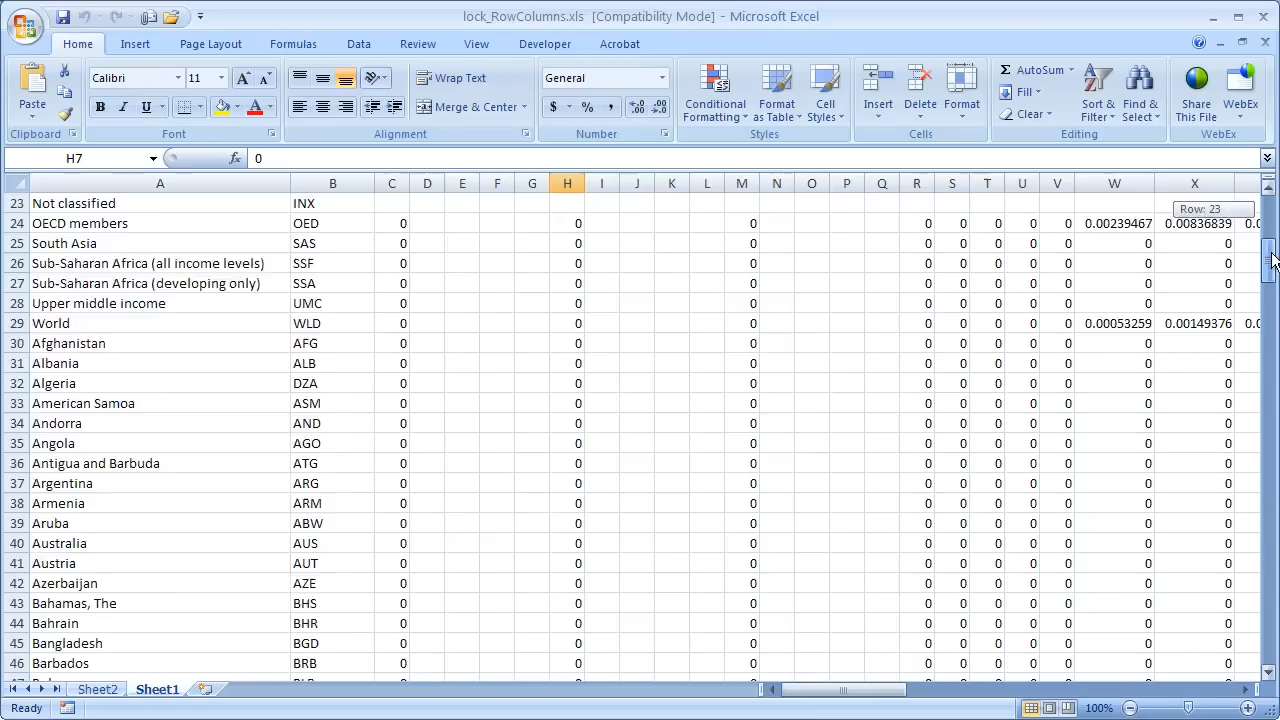 lock_RowColumns.xls [Compatibility Mode] - Microsoft Excel
Home Insert Page Layout Formulas Data Review View Developer Acrobat
Paste Calibri 11 Wrap Text General Conditional Formatting Format as Table Cell Styles Insert Delete Format AutoSum Fill Clear Sort & Filter Find & Select Share This File WebEx
B I U A Merge & Center $ % ,
Clipboard Font Alignment Number Styles Cells Editing WebEx
H7 fx 0
A B C D E F G H I J K L M N O P Q R S T U V W X
Row: 23
23 Not classified INX
24 OECD members OED 0 0 0 0 0 0 0 0 0.00239467 0.00836839 0.0
25 South Asia SAS 0 0 0 0 0 0 0 0 0 0
26 Sub-Saharan Africa (all income levels) SSF 0 0 0 0 0 0 0 0 0 0
27 Sub-Saharan Africa (developing only) SSA 0 0 0 0 0 0 0 0 0 0
28 Upper middle income UMC 0 0 0 0 0 0 0 0 0 0
29 World WLD 0 0 0 0 0 0 0 0 0.00053259 0.00149376 0.0
30 Afghanistan AFG 0 0 0 0 0 0 0 0 0 0
31 Albania ALB 0 0 0 0 0 0 0 0 0 0
32 Algeria DZA 0 0 0 0 0 0 0 0 0 0
33 American Samoa ASM 0 0 0 0 0 0 0 0 0 0
34 Andorra AND 0 0 0 0 0 0 0 0 0 0
35 Angola AGO 0 0 0 0 0 0 0 0 0 0
36 Antigua and Barbuda ATG 0 0 0 0 0 0 0 0 0 0
37 Argentina ARG 0 0 0 0 0 0 0 0 0 0
38 Armenia ARM 0 0 0 0 0 0 0 0 0 0
39 Aruba ABW 0 0 0 0 0 0 0 0 0 0
40 Australia AUS 0 0 0 0 0 0 0 0 0 0
41 Austria AUT 0 0 0 0 0 0 0 0 0 0
42 Azerbaijan AZE 0 0 0 0 0 0 0 0 0 0
43 Bahamas, The BHS 0 0 0 0 0 0 0 0 0 0
44 Bahrain BHR 0 0 0 0 0 0 0 0 0 0
45 Bangladesh BGD 0 0 0 0 0 0 0 0 0 0
46 Barbados BRB 0 0 0 0 0 0 0 0 0 0
Sheet2 Sheet1
Ready 100%